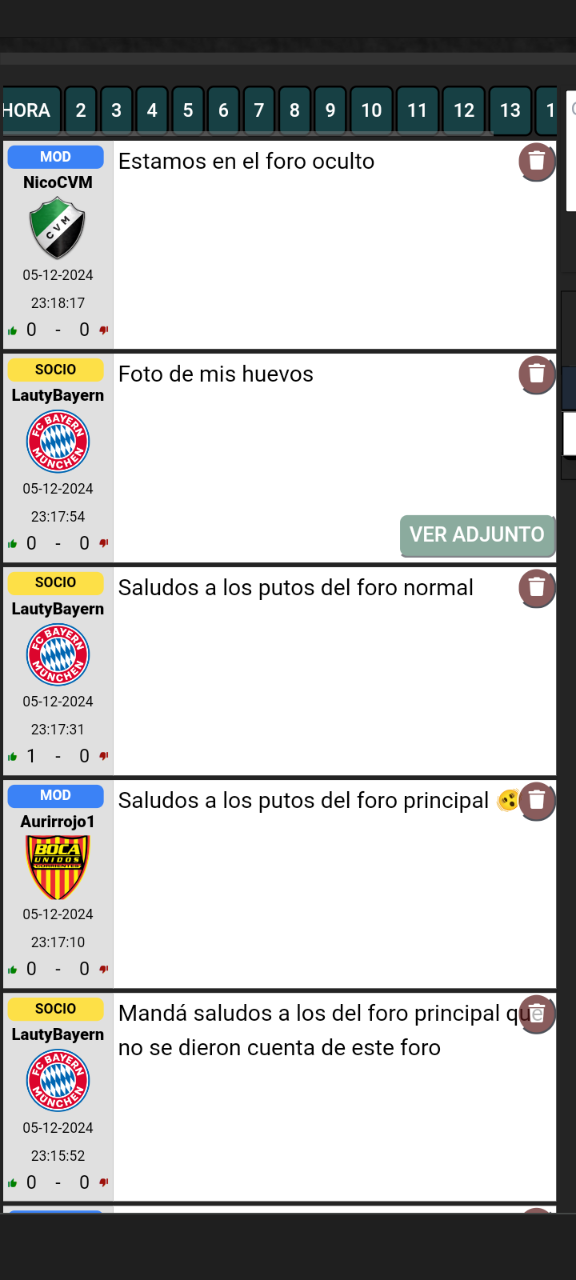 HORA 2 3 4 5 6 7 8 9 10 11 12 13 1
MOD
NicoCVM
CVM
05-12-2024
23:18:17
0 - 0
Estamos en el foro oculto
SOCIO
LautyBayern
FC BAYERN
MÜNCHEN
05-12-2024
23:17:54
0 - 0
Foto de mis huevos
VER ADJUNTO
SOCIO
LautyBayern
FC BAYERN
MÜNCHEN
05-12-2024
23:17:31
1 - 0
Saludos a los putos del foro normal
MOD
Aurirrojo1
BOCA
UNIDOS
CORRIENTES
05-12-2024
23:17:10
0 - 0
Saludos a los putos del foro principal
SOCIO
LautyBayern
FC BAYERN
MÜNCHEN
05-12-2024
23:15:52
0 - 0
Mandá saludos a los del foro principal que
no se dieron cuenta de este foro